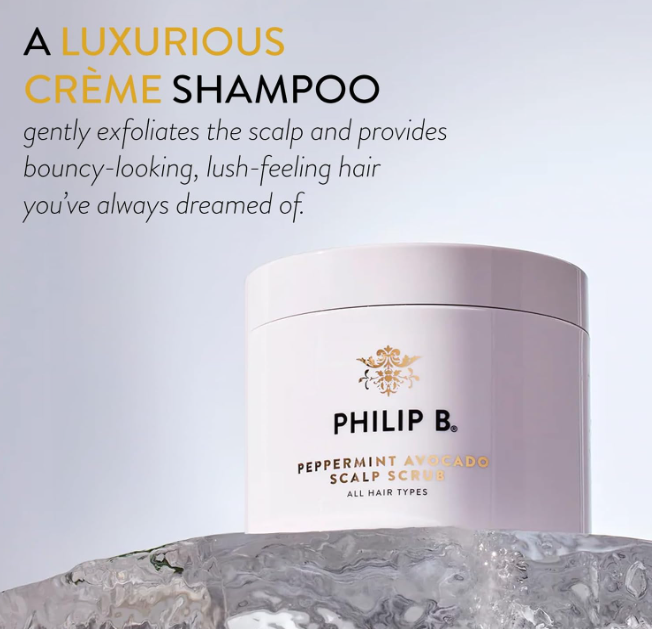 A LUXURIOUS
CRÈME SHAMPOO
gently exfoliates the scalp and provides
bouncy-looking, lush-feeling hair
you've always dreamed of.
PHILIP B.®
PEPPERMINT AVOCADO
SCALP SCRUB
ALL HAIR TYPES